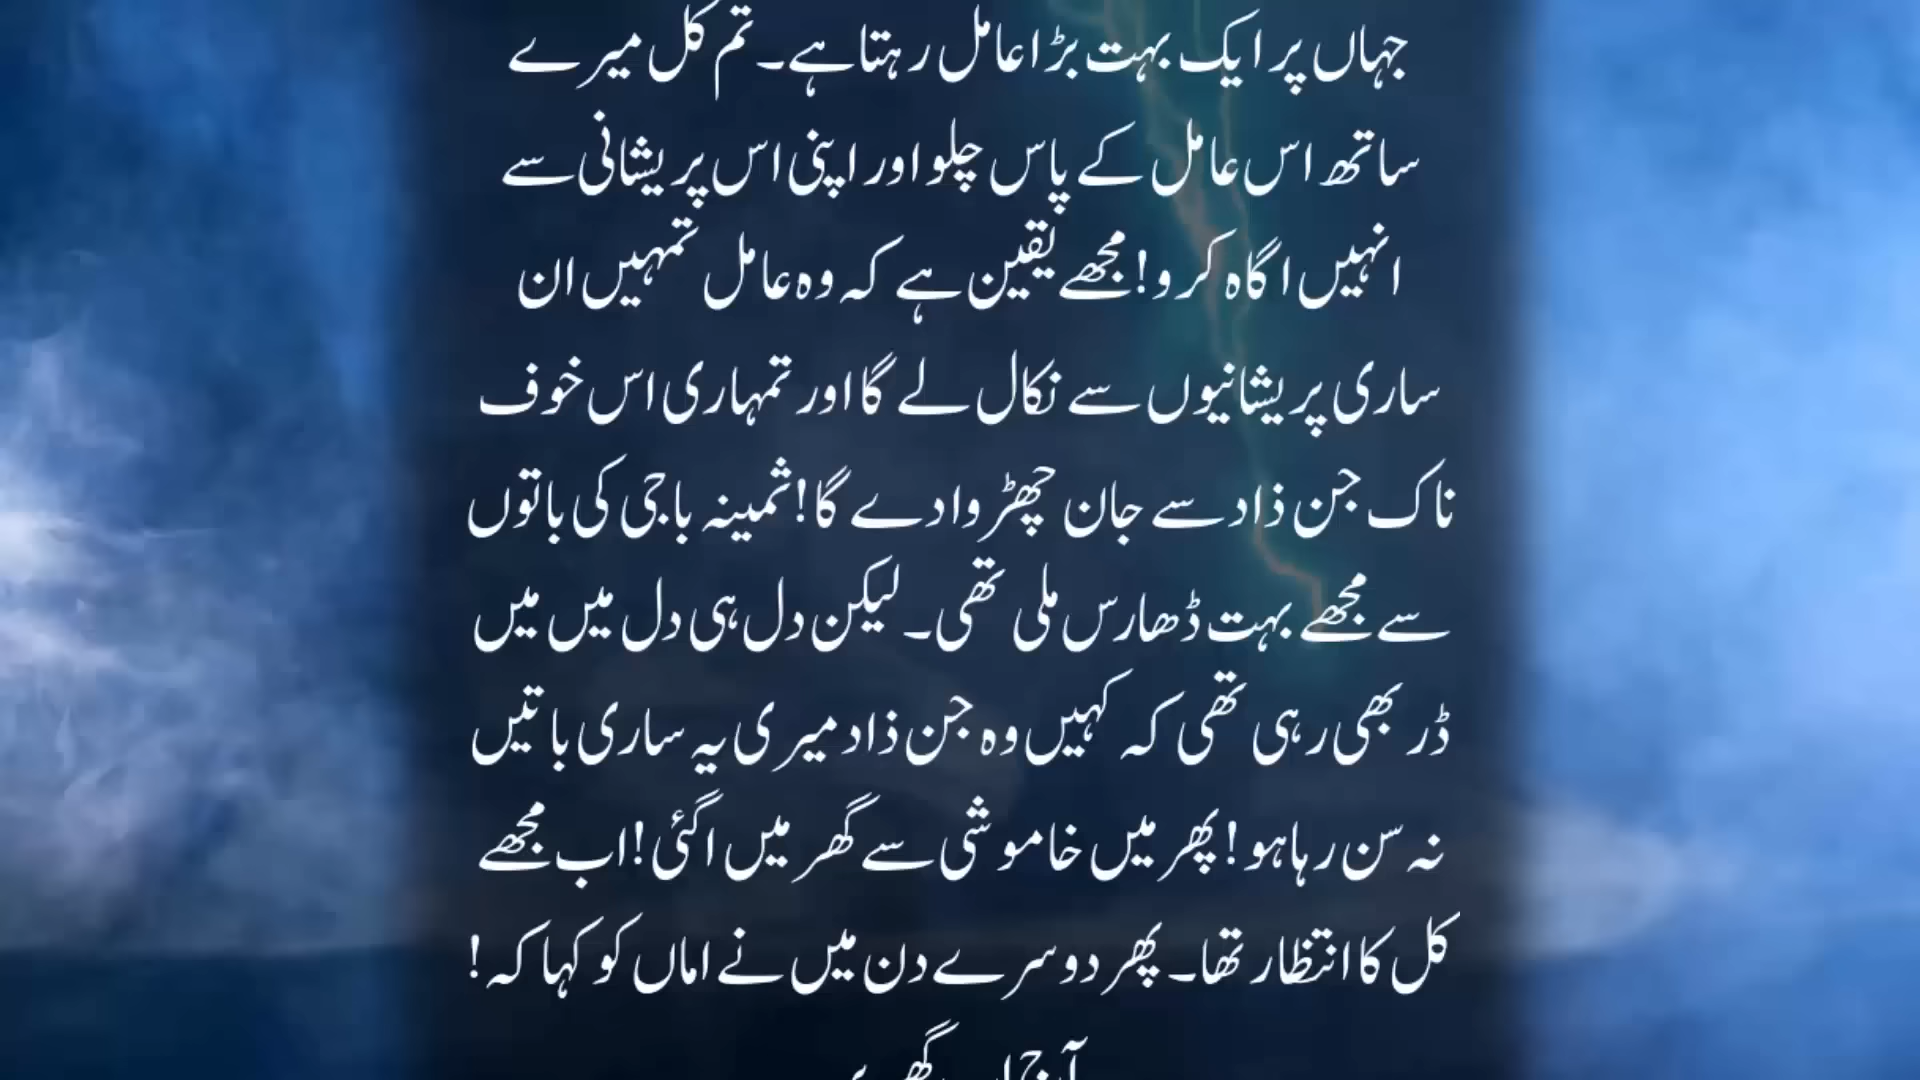 جہاں پر ایک بہت بڑا عامل رہتا ہے۔ تم کل میرے
ساتھ اس عامل کے پاس چلو اور اپنی اس پریشانی سے
انہیں اگاہ کرو! مجھے یقین ہے کہ وہ عامل تمہیں ان
ساری پریشانیوں سے نکال لے گا اور تمہاری اس خوف
ناک جن ذاد سے جان چھڑوا دے گا! ثمینہ باجی کی باتوں
سے مجھے بہت ڈھارس ملی تھی۔ لیکن دل ہی دل میں میں
ڈر بھی رہی تھی کہ کہیں وہ جن ذاد میری یہ ساری باتیں
نہ سن رہا ہو! پھر میں خاموشی سے گھر میں اگئی! اب مجھے
کل کا انتظار تھا۔ پھر دوسرے دن میں نے اماں کو کہا کہ!
آج